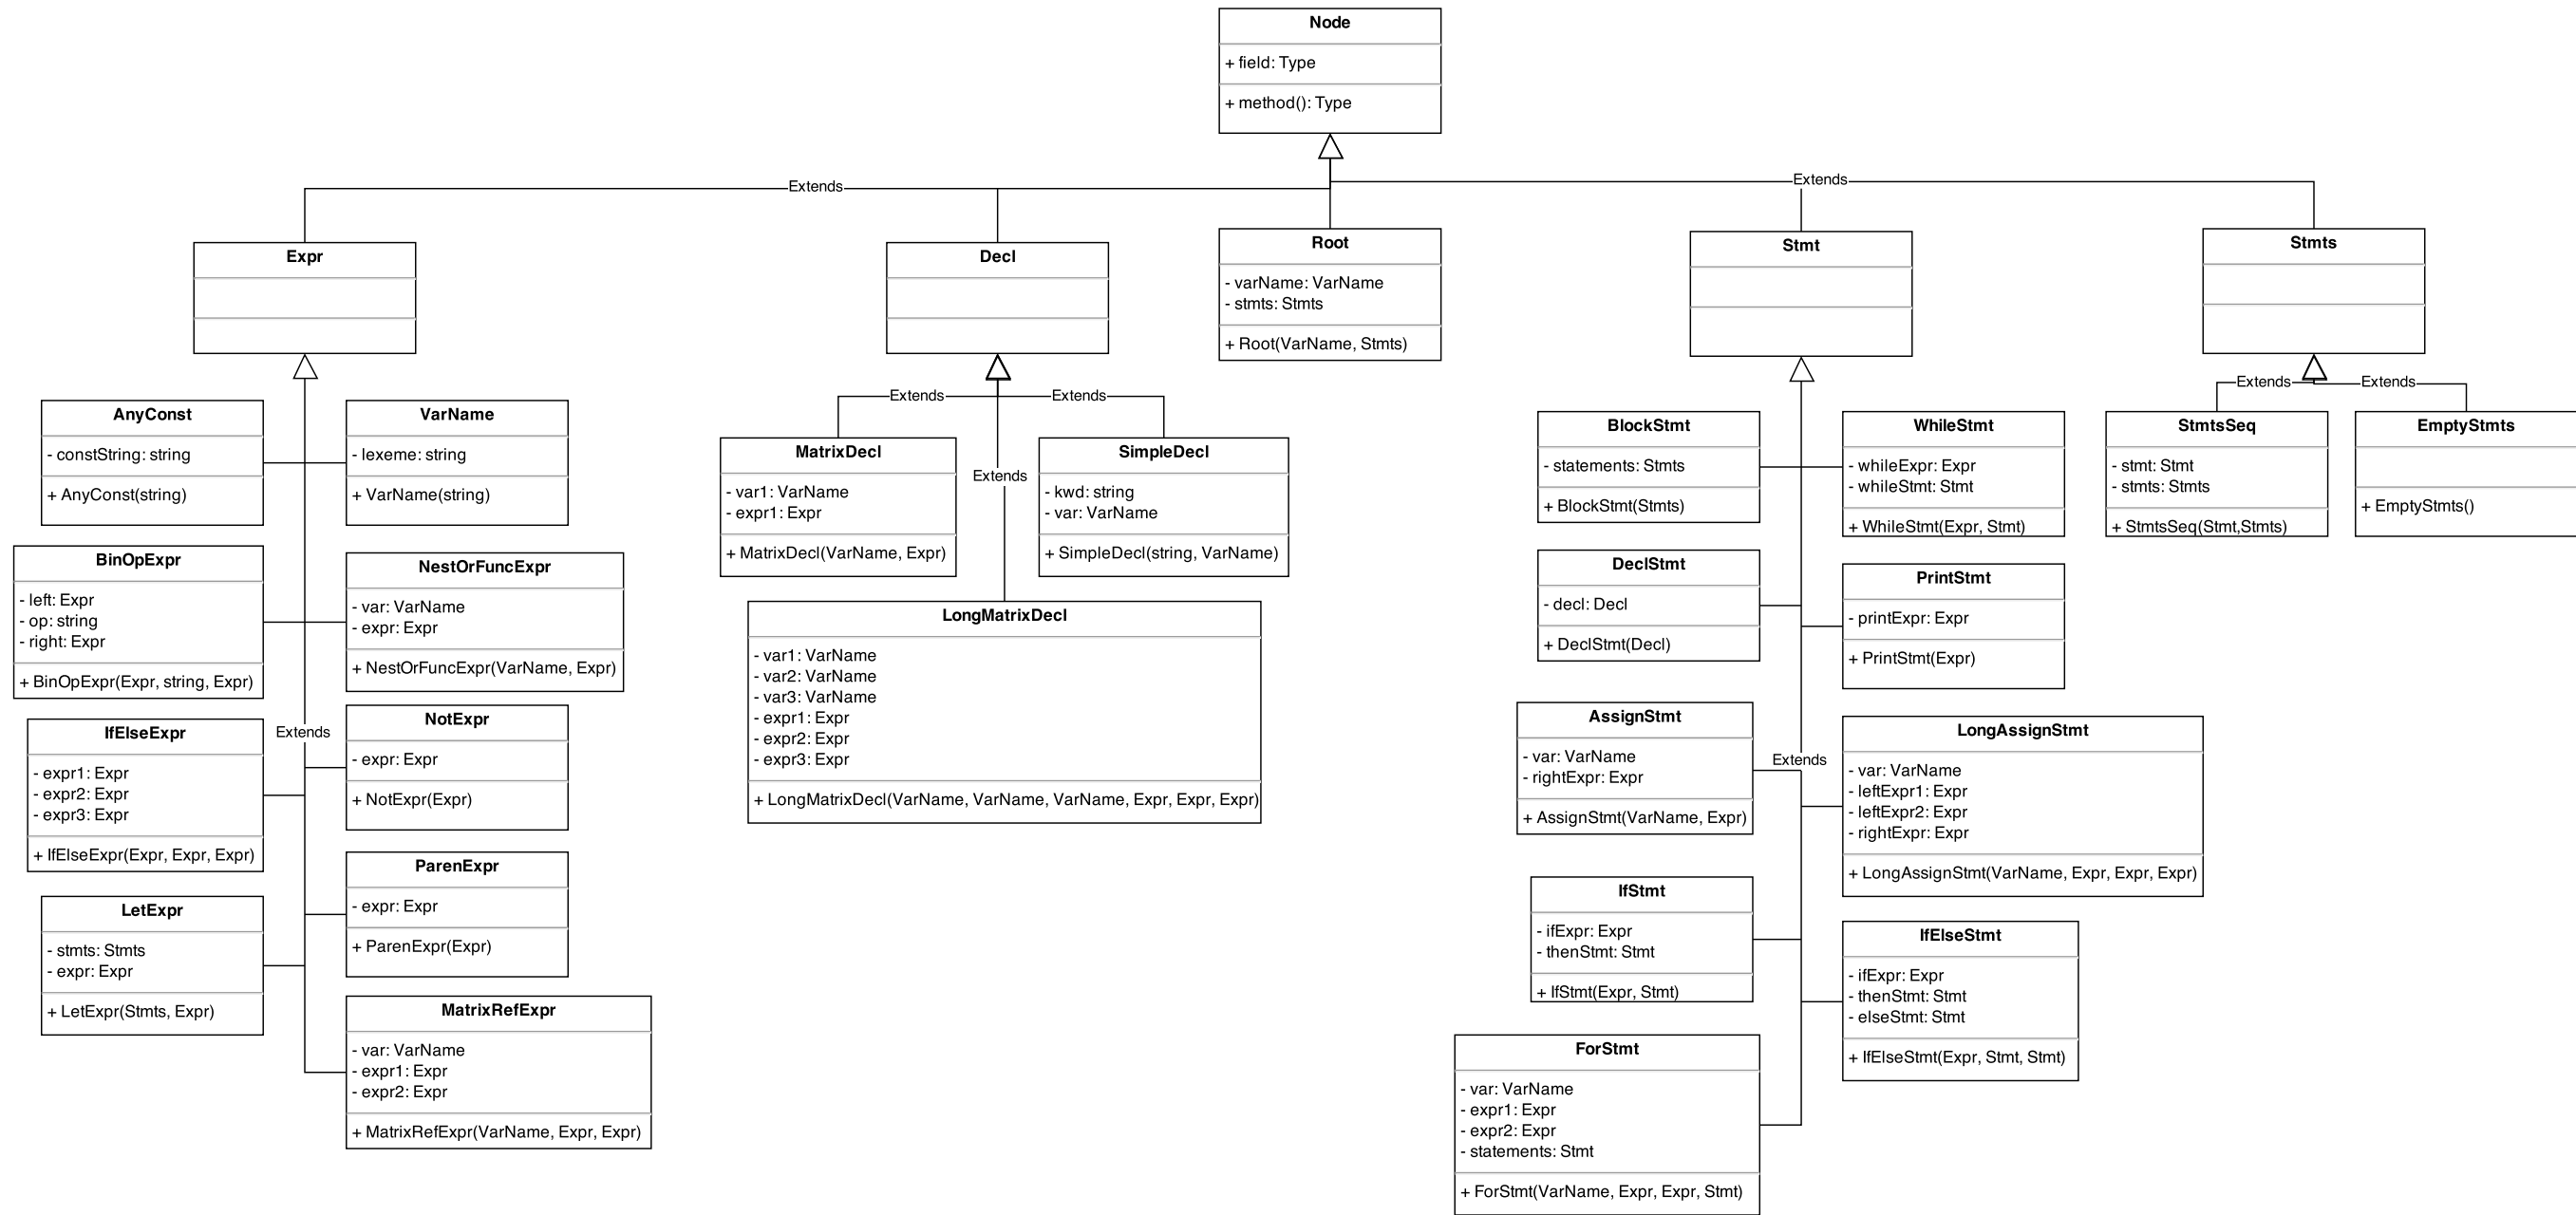 Node
+ field: Type
+ method(): Type
Extends
Extends
Expr
Decl
Root
- varName: VarName
- stmts: Stmts
+ Root(VarName, Stmts)
Stmt
Stmts
AnyConst
- constString: string
+ AnyConst(string)
VarName
- lexeme: string
+ VarName(string)
BinOpExpr
- left: Expr
- op: string
- right: Expr
+ BinOpExpr(Expr, string, Expr)
NestOrFuncExpr
- var: VarName
- expr: Expr
+ NestOrFuncExpr(VarName, Expr)
Extends
IfElseExpr
- expr1: Expr
- expr2: Expr
- expr3: Expr
+ IfElseExpr(Expr, Expr, Expr)
NotExpr
- expr: Expr
+ NotExpr(Expr)
LetExpr
- stmts: Stmts
- expr: Expr
+ LetExpr(Stmts, Expr)
ParenExpr
- expr: Expr
+ ParenExpr(Expr)
MatrixRefExpr
- var: VarName
- expr1: Expr
- expr2: Expr
+ MatrixRefExpr(VarName, Expr, Expr)
Extends
Extends
MatrixDecl
- var1: VarName
- expr1: Expr
+ MatrixDecl(VarName, Expr)
Extends
SimpleDecl
- kwd: string
- var: VarName
+ SimpleDecl(string, VarName)
LongMatrixDecl
- var1: VarName
- var2: VarName
- var3: VarName
- expr1: Expr
- expr2: Expr
- expr3: Expr
+ LongMatrixDecl(VarName, VarName, VarName, Expr, Expr, Expr)
BlockStmt
- statements: Stmts
+ BlockStmt(Stmts)
WhileStmt
- whileExpr: Expr
- whileStmt: Stmt
+ WhileStmt(Expr, Stmt)
DeclStmt
- decl: Decl
+ DeclStmt(Decl)
PrintStmt
- printExpr: Expr
+ PrintStmt(Expr)
AssignStmt
- var: VarName
- rightExpr: Expr
+ AssignStmt(VarName, Expr)
Extends
LongAssignStmt
- var: VarName
- leftExpr1: Expr
- leftExpr2: Expr
- rightExpr: Expr
+ LongAssignStmt(VarName, Expr, Expr, Expr)
IfStmt
- ifExpr: Expr
- thenStmt: Stmt
+ IfStmt(Expr, Stmt)
IfElseStmt
- ifExpr: Expr
- thenStmt: Stmt
- elseStmt: Stmt
+ IfElseStmt(Expr, Stmt, Stmt)
ForStmt
- var: VarName
- expr1: Expr
- expr2: Expr
- statements: Stmt
+ ForStmt(VarName, Expr, Expr, Stmt)
Extends
Extends
StmtsSeq
- stmt: Stmt
- stmts: Stmts
+ StmtsSeq(Stmt,Stmts)
EmptyStmts
+ EmptyStmts()